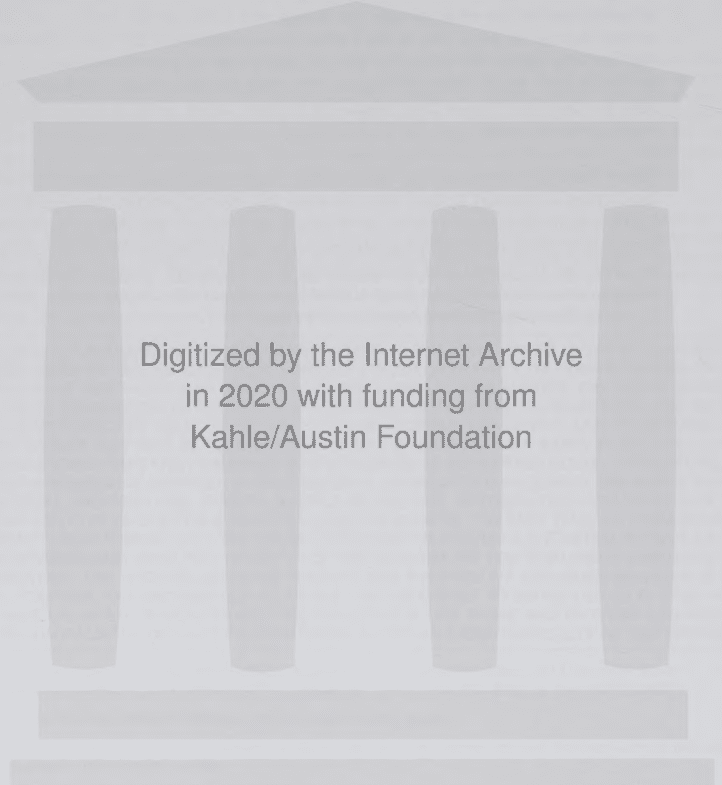 Digitized by the Internet Archive
in 2020 with funding from
Kahle/Austin Foundation